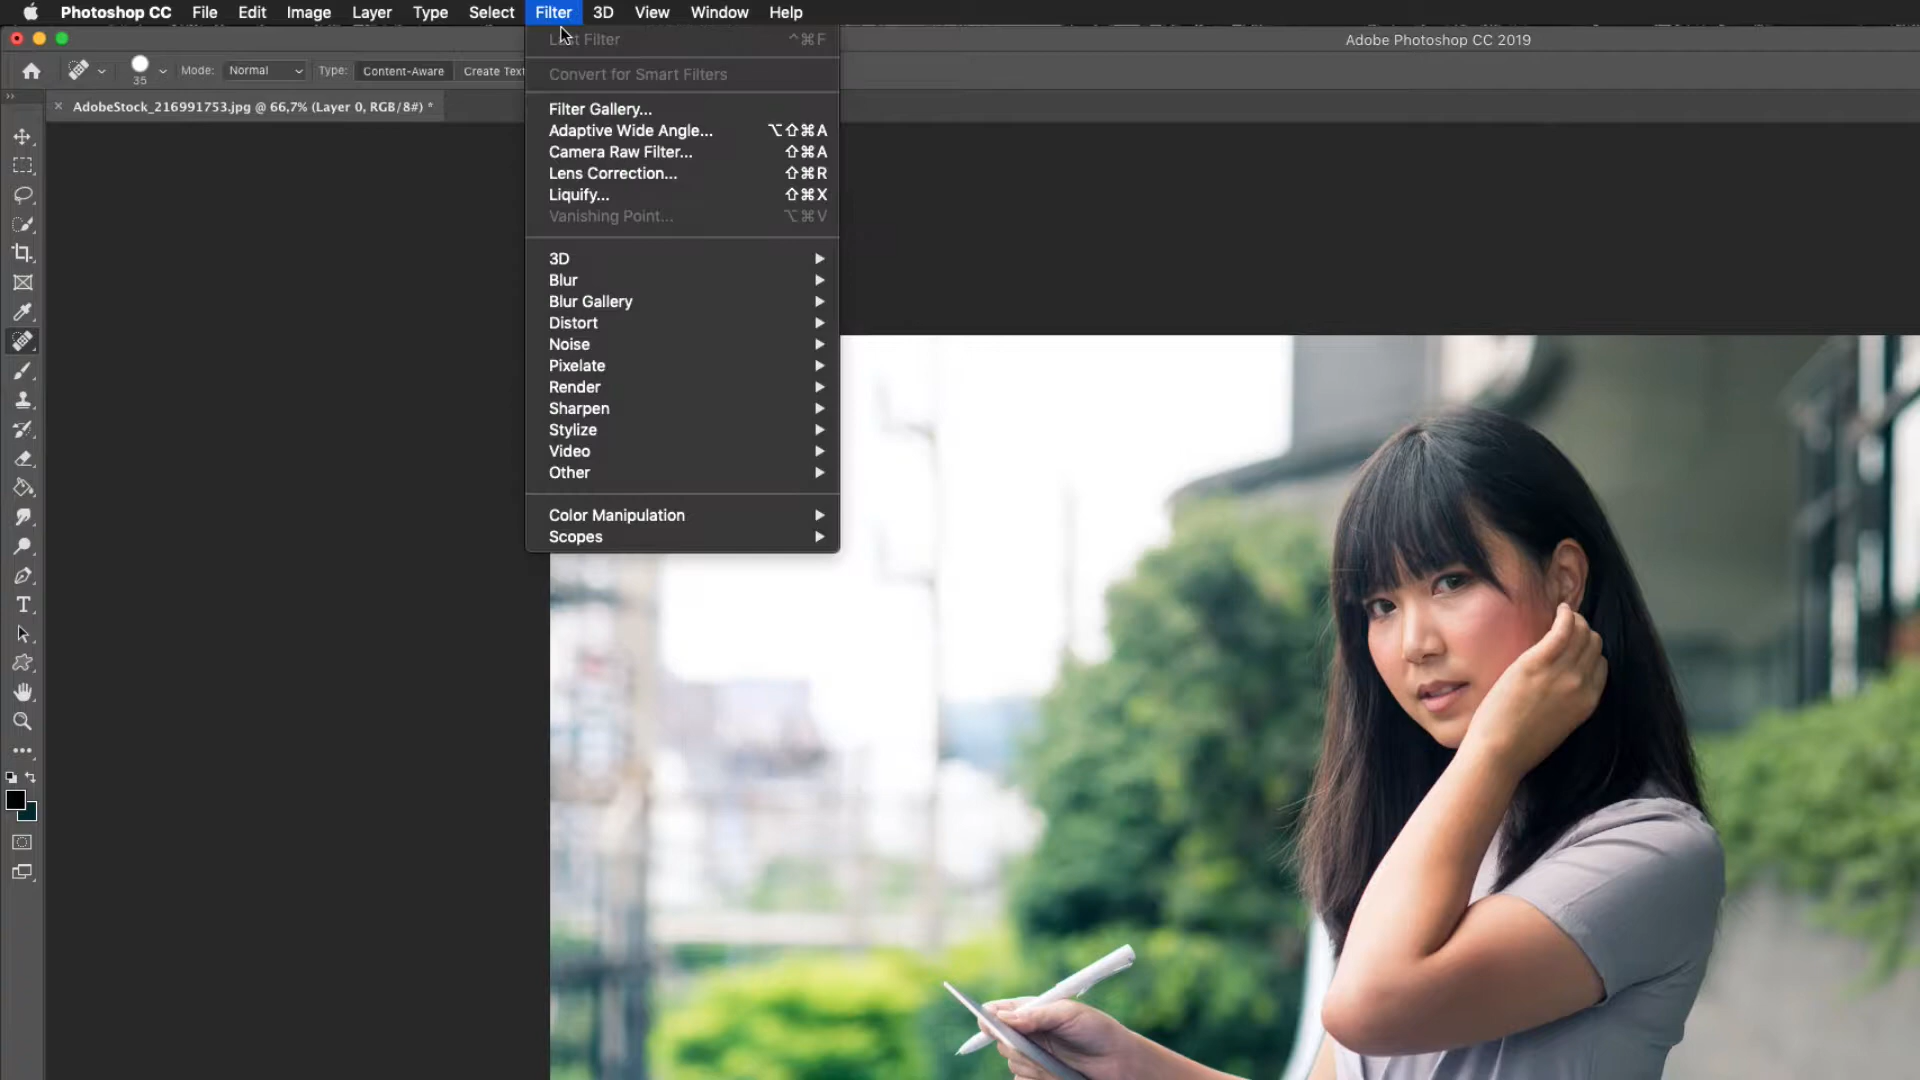 Photoshop CC File Edit Image Layer Type Select Filter 3D View Window Help
Adobe Photoshop CC 2019
35 Mode: Normal Type: Content-Aware Create Text
AdobeStock_216991753.jpg @ 66,7% (Layer 0, RGB/8#) *
Last Filter ⌃⌘F
Convert for Smart Filters
Filter Gallery...
Adaptive Wide Angle... ⌥⇧⌘A
Camera Raw Filter... ⇧⌘A
Lens Correction... ⇧⌘R
Liquify... ⇧⌘X
Vanishing Point... ⌥⌘V
3D
Blur
Blur Gallery
Distort
Noise
Pixelate
Render
Sharpen
Stylize
Video
Other
Color Manipulation
Scopes